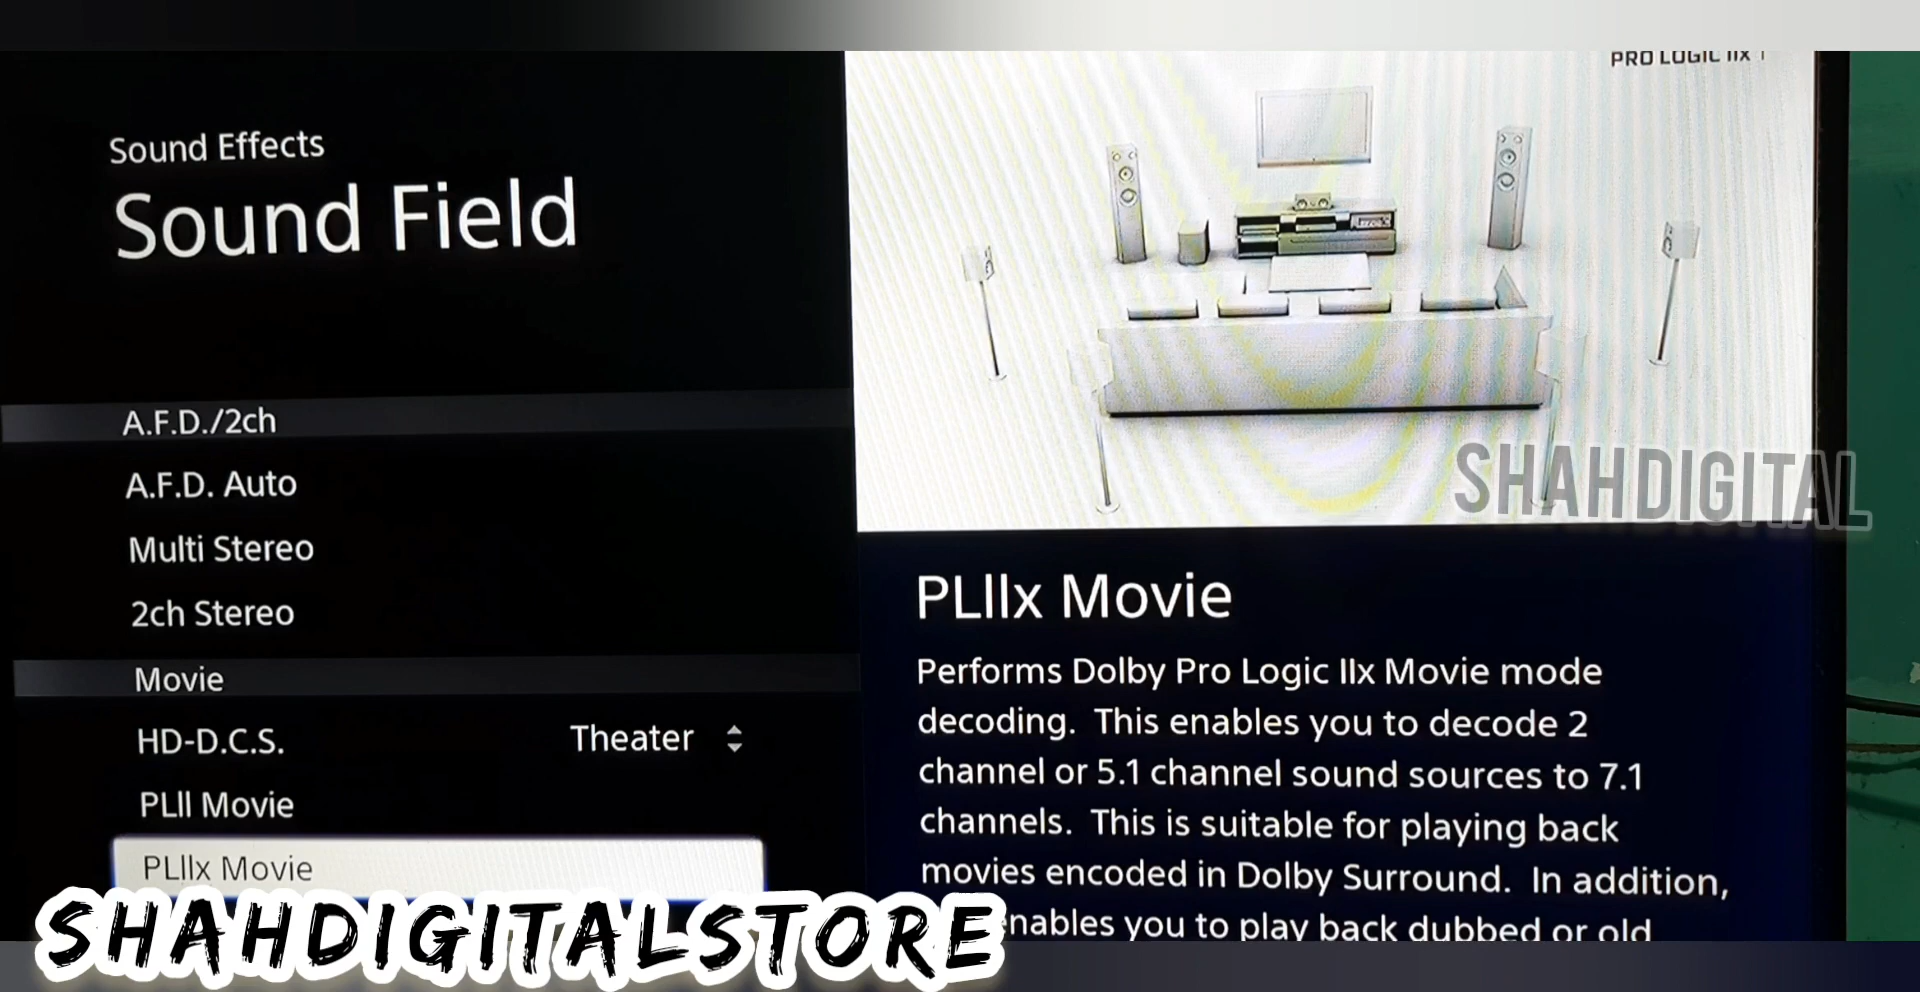 PRO LOGIC IIx
Sound Effects
Sound Field
A.F.D./2ch
A.F.D. Auto
Multi Stereo
2ch Stereo
Movie
HD-D.C.S. Theater
PLII Movie
PLIIx Movie
SHAHDIGITAL
PLIIx Movie
Performs Dolby Pro Logic IIx Movie mode
decoding. This enables you to decode 2
channel or 5.1 channel sound sources to 7.1
channels. This is suitable for playing back
movies encoded in Dolby Surround. In addition,
nables you to play back dubbed or old
SHAHDIGITALSTORE